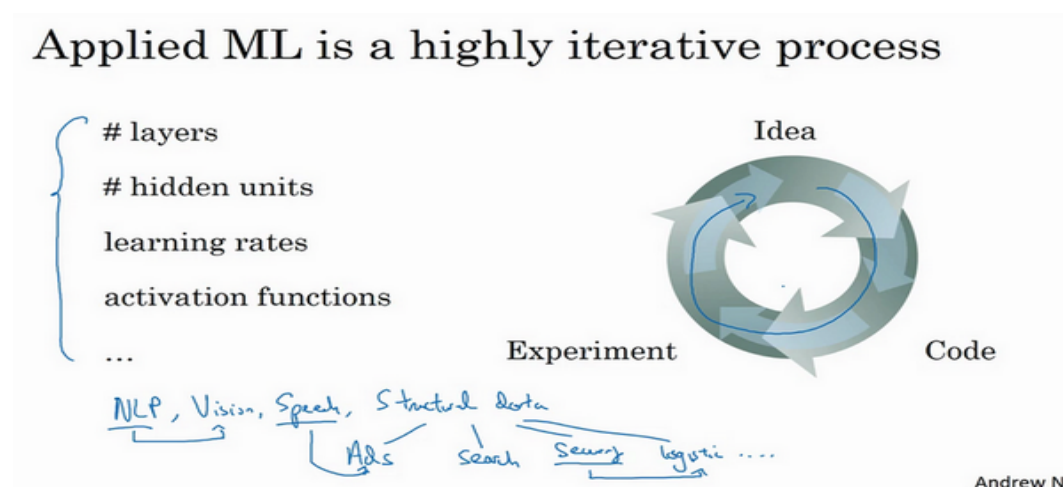 Applied ML is a highly iterative process
# layers
# hidden units
learning rates
activation functions
...
Idea
Experiment
Code
NLP, Vision, Speech, Structural data
Ads search Security logistic ....
Andrew N